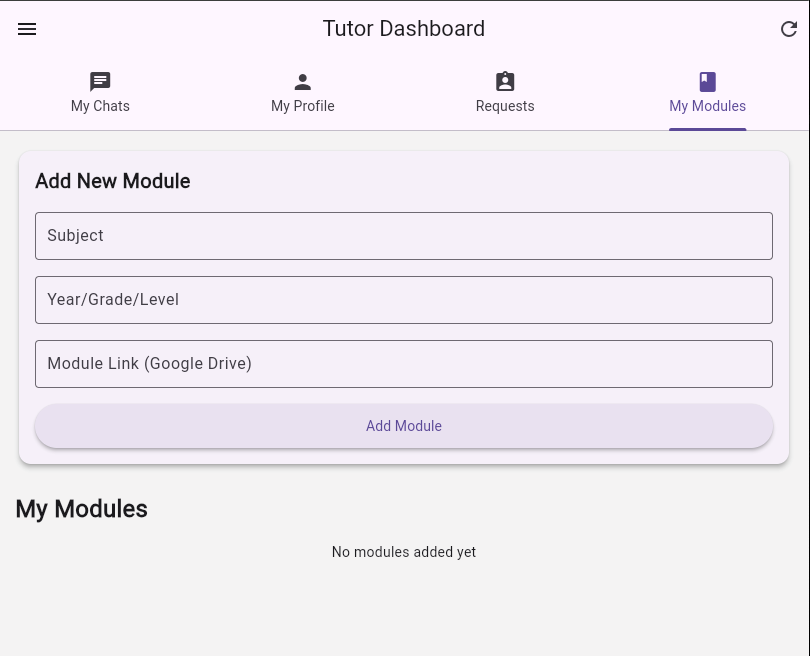 Tutor Dashboard
My Chats
My Profile
Requests
My Modules
Add New Module
Subject
Year/Grade/Level
Module Link (Google Drive)
Add Module
My Modules
No modules added yet